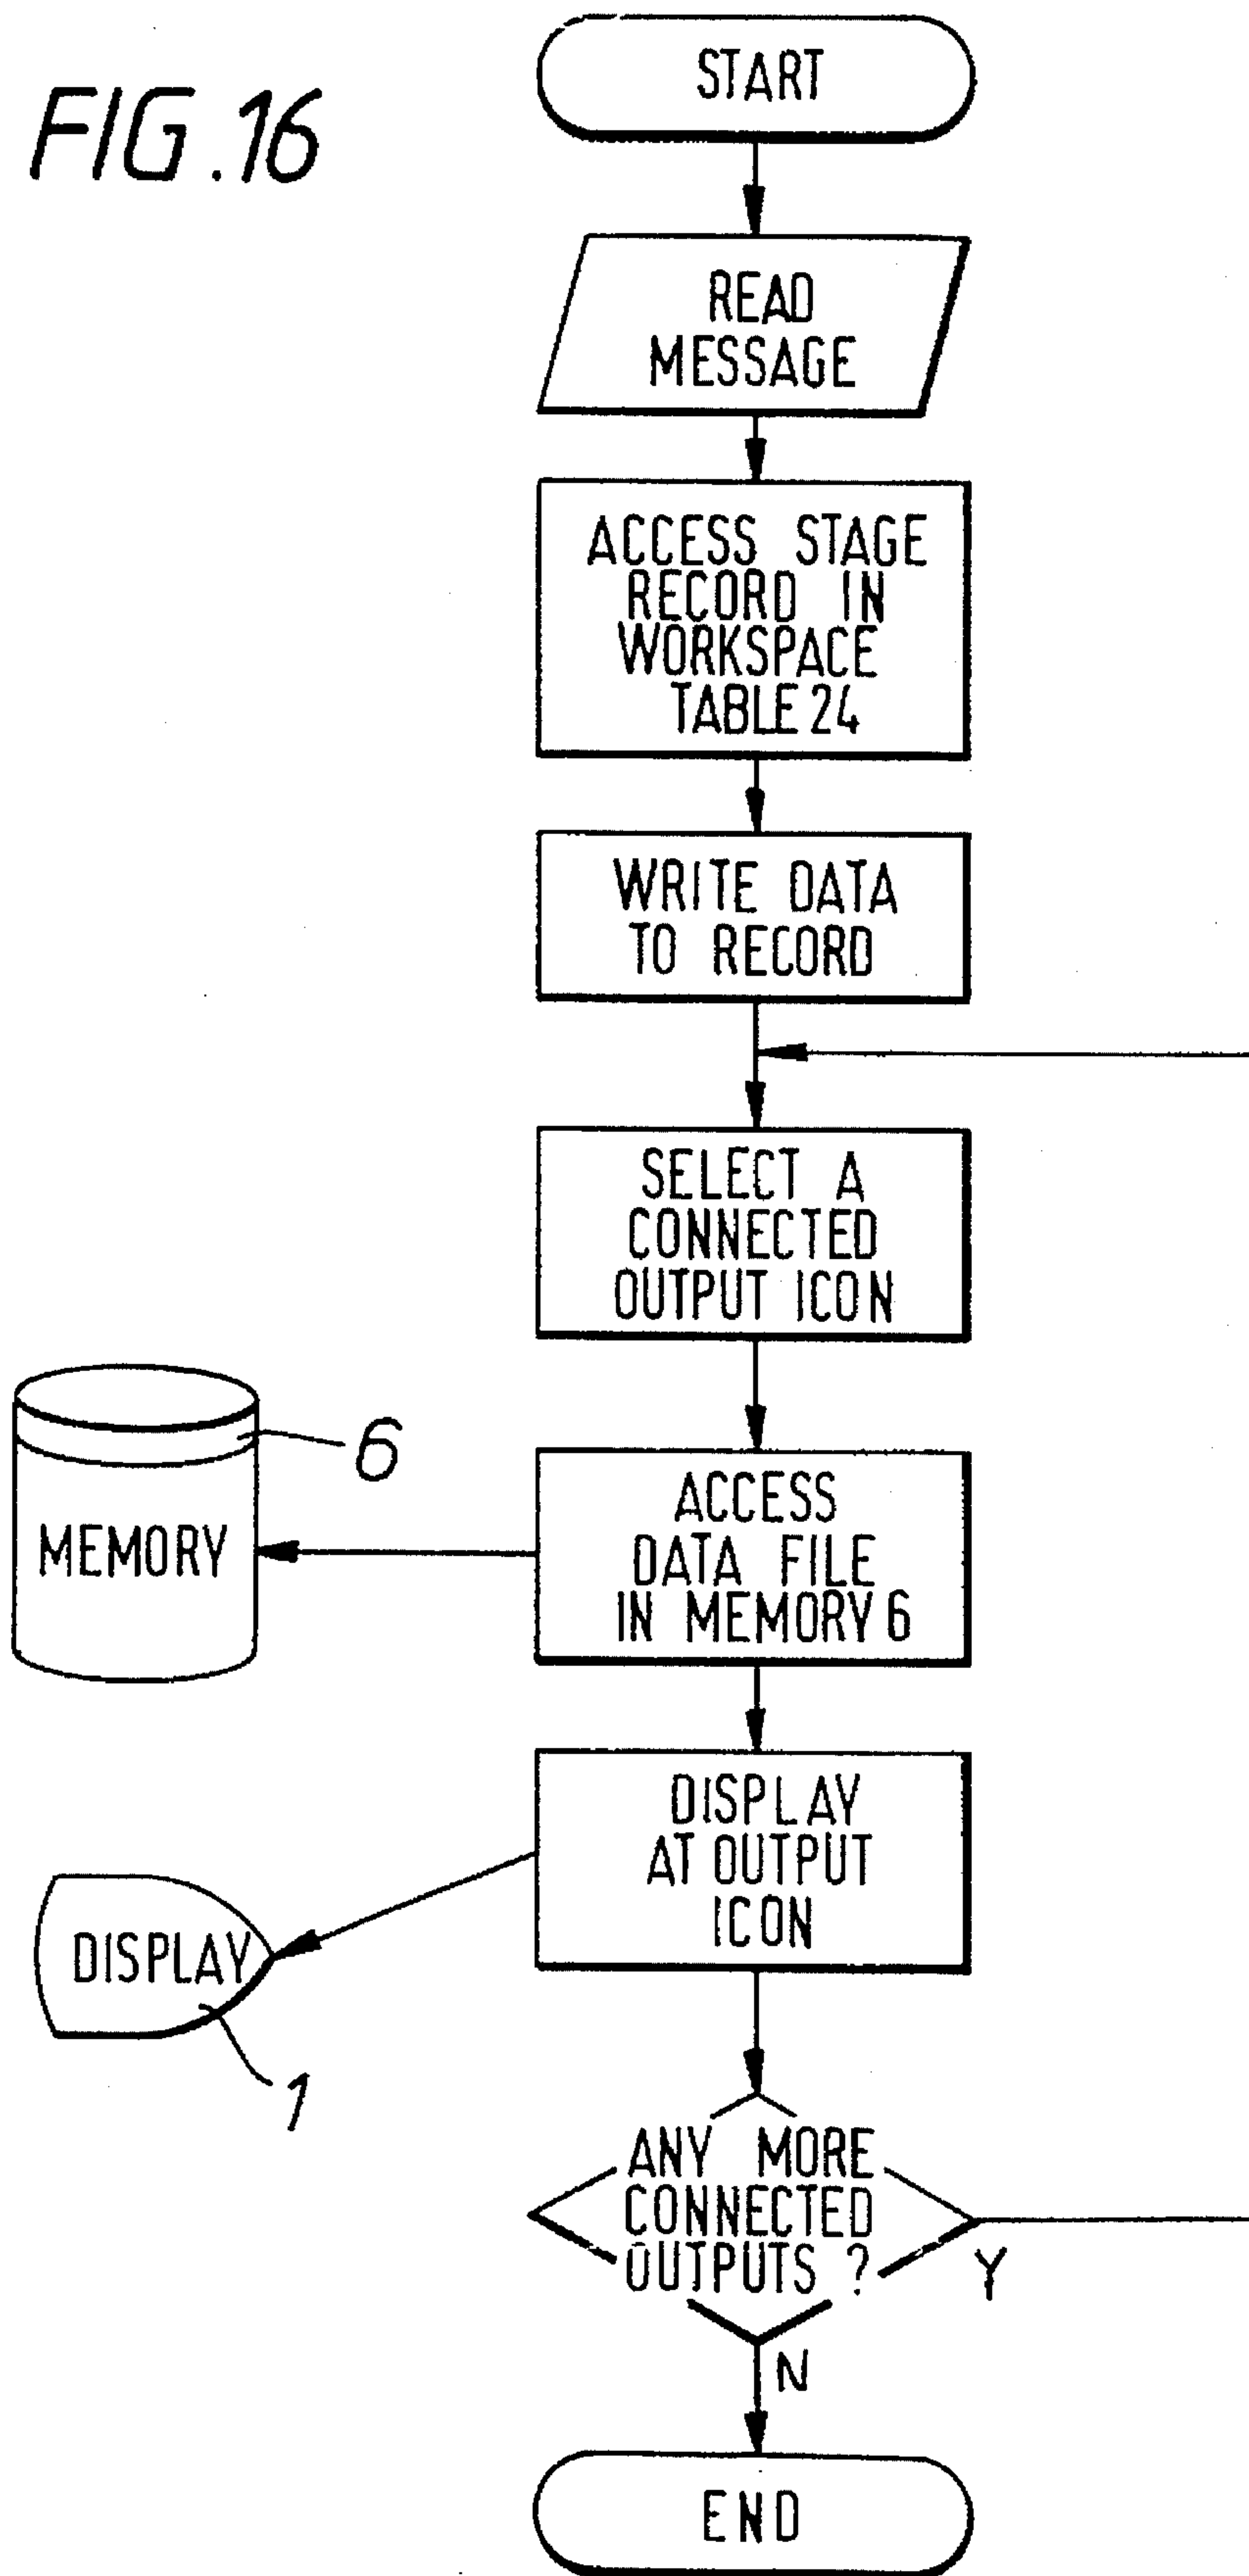 FIG.16
START
READ
MESSAGE
ACCESS STAGE
RECORD IN
WORKSPACE
TABLE 24
WRITE DATA
TO RECORD
SELECT A
CONNECTED
OUTPUT ICON
6
MEMORY
ACCESS
DATA FILE
IN MEMORY 6
DISPLAY
AT OUTPUT
ICON
DISPLAY
1
ANY MORE
CONNECTED
OUTPUTS ?
Y
N
END